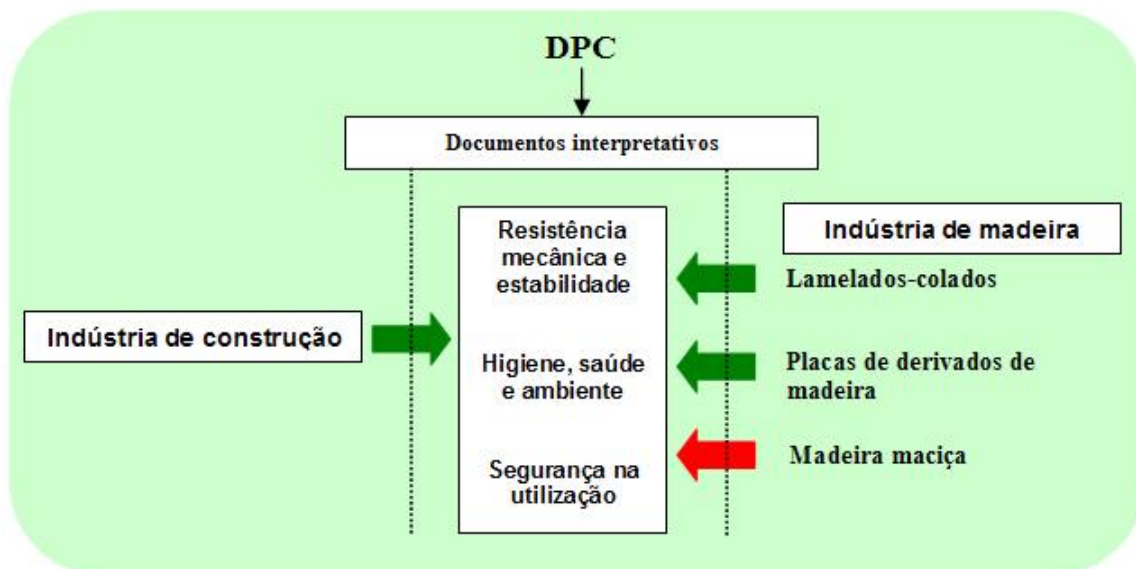 DPC
Documentos interpretativos
Indústria de construção
Resistência
mecânica e
estabilidade
Higiene, saúde
e ambiente
Segurança na
utilização
Indústria de madeira
Lamelados-colados
Placas de derivados de
madeira
Madeira maciça